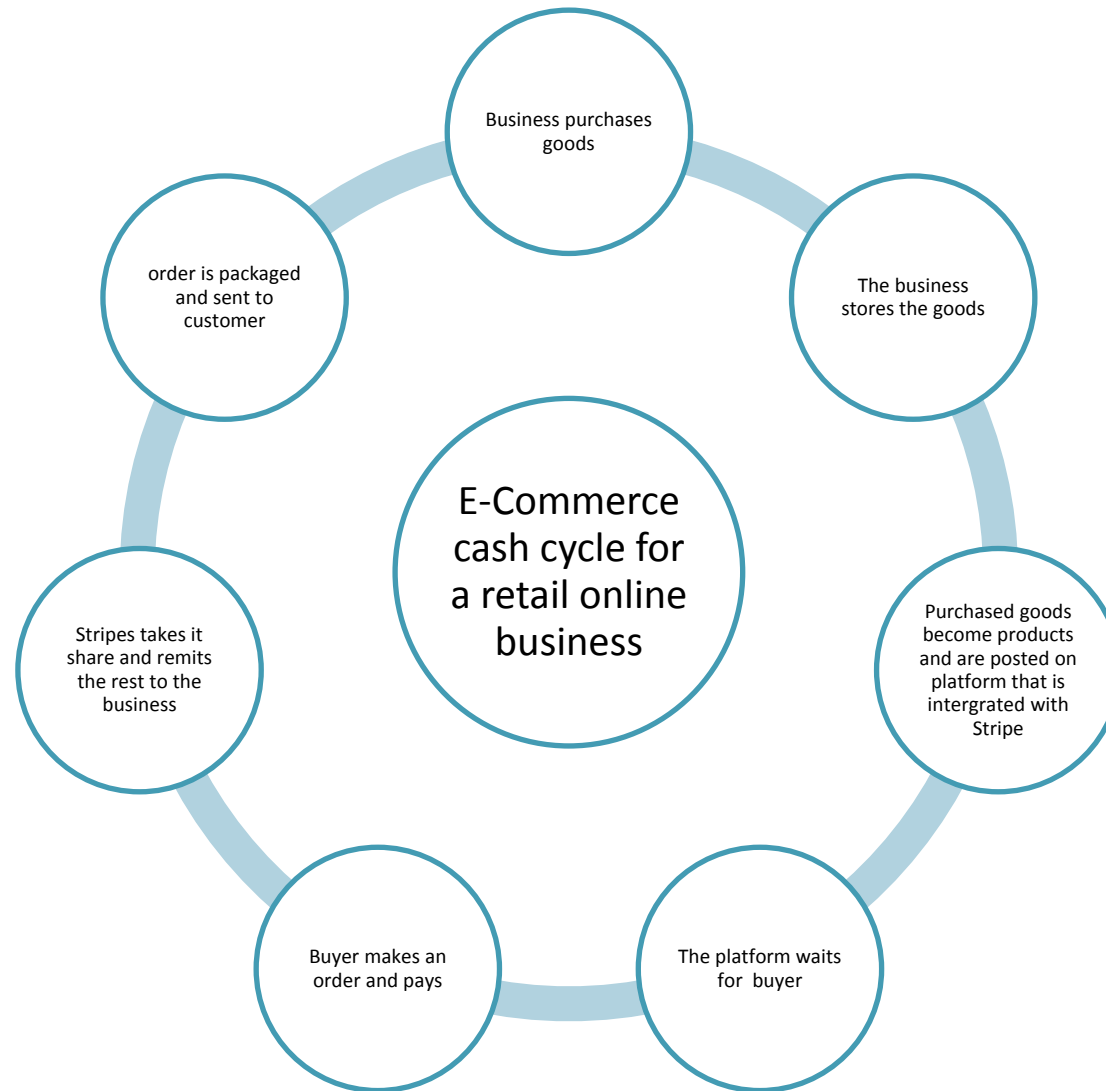 Business purchases
goods
The business
stores the goods
Purchased goods
become products
and are posted on
platform that is
intergrated with
Stripe
The platform waits
for  buyer
Buyer makes an
order and pays
Stripes takes it
share and remits
the rest to the
business
order is packaged
and sent to
customer
E-Commerce
cash cycle for
a retail online
business